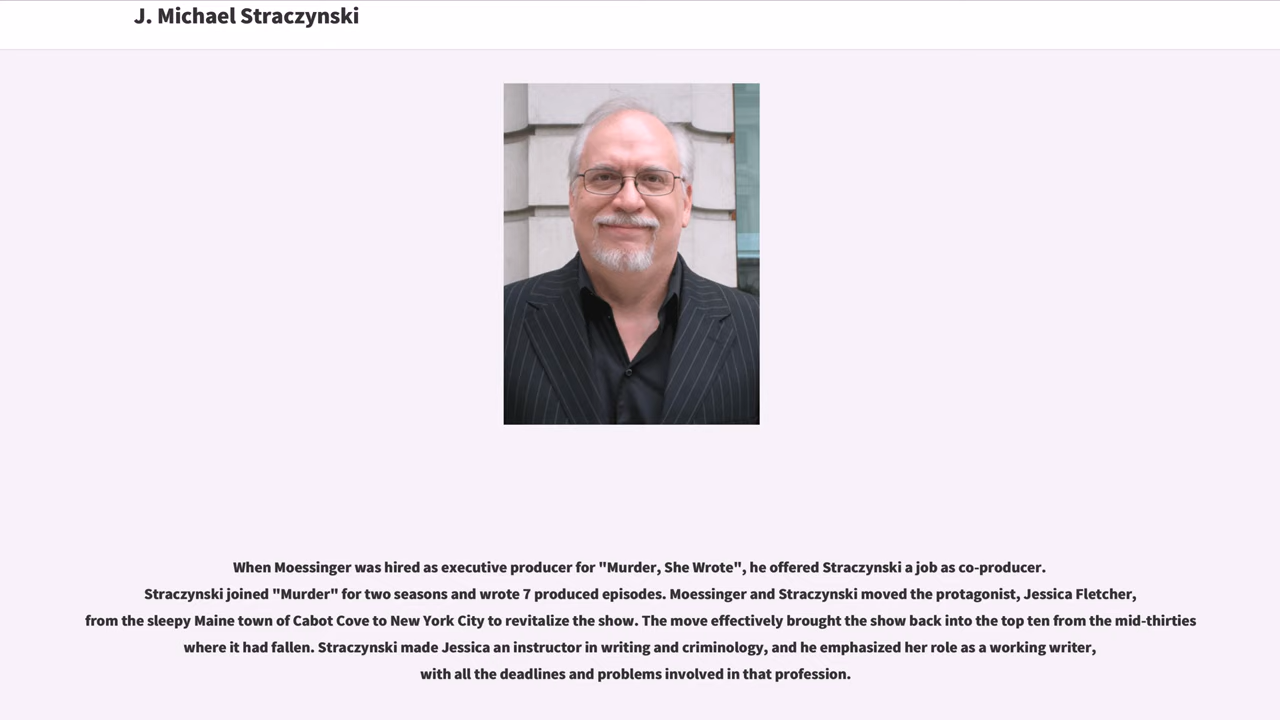 J. Michael Straczynski
When Moessinger was hired as executive producer for "Murder, She Wrote", he offered Straczynski a job as co-producer.
Straczynski joined "Murder" for two seasons and wrote 7 produced episodes. Moessinger and Straczynski moved the protagonist, Jessica Fletcher,
from the sleepy Maine town of Cabot Cove to New York City to revitalize the show. The move effectively brought the show back into the top ten from the mid-thirties
where it had fallen. Straczynski made Jessica an instructor in writing and criminology, and he emphasized her role as a working writer,
with all the deadlines and problems involved in that profession.